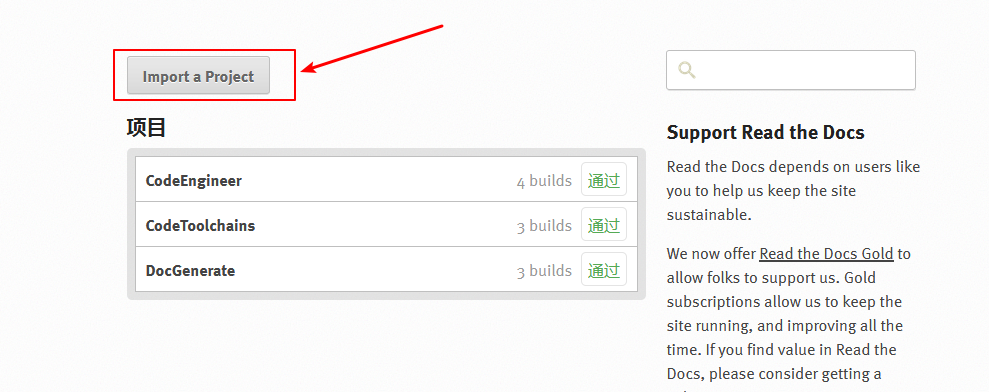 Import a Project
项目
CodeEngineer 4 builds 通过
CodeToolchains 3 builds 通过
DocGenerate 3 builds 通过
Support Read the Docs
Read the Docs depends on users like
you to help us keep the site
sustainable.
We now offer Read the Docs Gold to
allow folks to support us. Gold
subscriptions allow us to keep the
site running, and improving all the
time. If you find value in Read the
Docs, please consider getting a